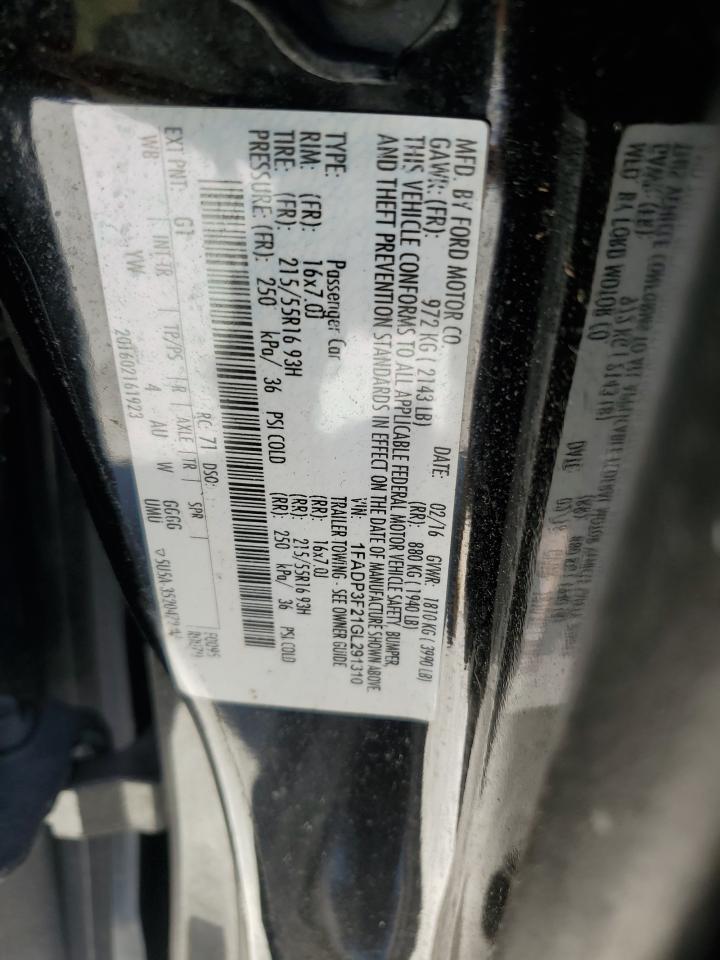 MFD. BY FORD MOTOR CO.
DATE: 02/16 GVWR: 1810 KG ( 3990 LB)
GAWR: (FR): 972 KG ( 2143 LB) (RR): 880 KG ( 1940 LB)
THIS VEHICLE CONFORMS TO ALL APPLICABLE FEDERAL MOTOR VEHICLE SAFETY, BUMPER,
AND THEFT PREVENTION STANDARDS IN EFFECT ON THE DATE OF MANUFACTURE SHOWN ABOVE.
VIN: 1FADP3F21GL291310
TYPE: Passenger Car TRAILER TOWING - SEE OWNER GUIDE
RIM: (FR): 16x7.0J (RR): 16x7.0J
TIRE: (FR): 215/55R16 93H (RR): 215/55R16 93H
PRESSURE: (FR): 250 kPa/ 36 PSI COLD (RR): 250 kPa/ 36 PSI COLD
EXT PNT: G1 RC: 71 DSO:
WB INT TR TP/PS R AXLE TR SPR
YW 4 AU W GGGG
201602161923 UMU